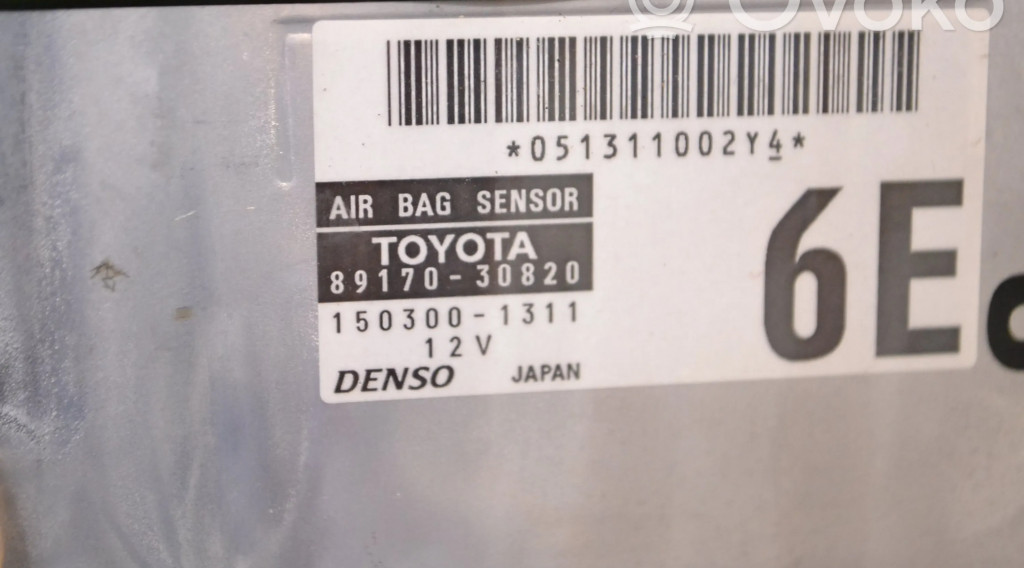 Ovoko
*051311002Y4*
AIR BAG SENSOR
TOYOTA
89170-30820
150300-1311
12V
DENSO JAPAN
6E